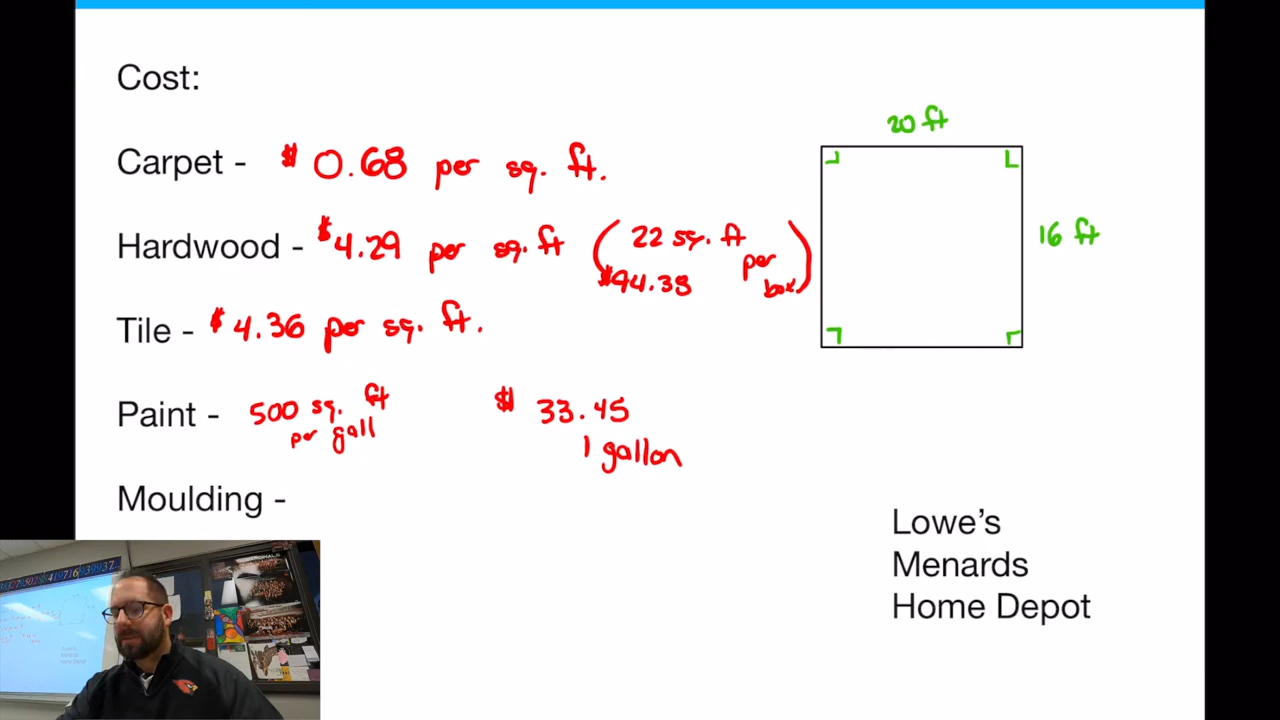 Cost:
20 ft
Carpet - $ 0.68 per sq. ft.
Hardwood - $4.29 per sq. ft (22 sq. ft per box $94.38)
16 ft
Tile - $ 4.36 per sq. ft.
Paint - 500 sq. ft $ 33.45
per gall 1 gallon
Moulding -
Lowe's
Menards
Home Depot